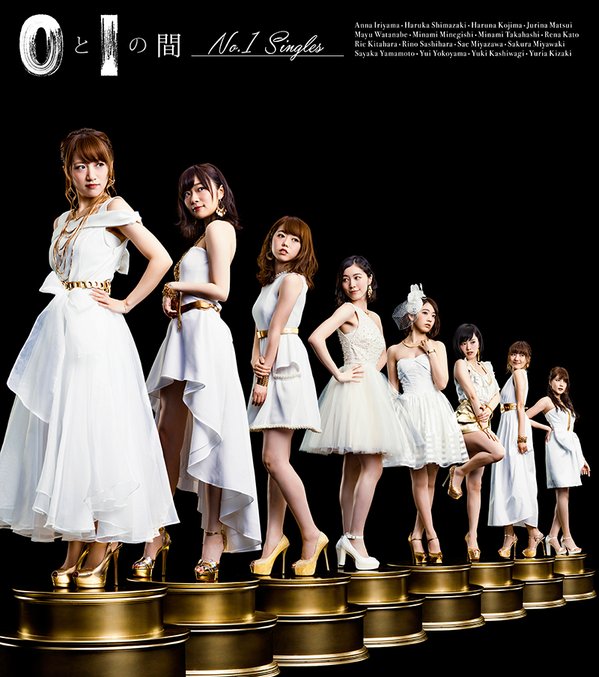 0と1の間 No.1 Singles
Anna Iriyama・Haruka Shimazaki・Haruna Kojima・Jurina Matsui
Mayu Watanabe・Minami Minegishi・Minami Takahashi・Rena Kato
Rie Kitahara・Rino Sashihara・Sae Miyazawa・Sakura Miyawaki
Sayaka Yamamoto・Yui Yokoyama・Yuki Kashiwagi・Yuria Kizaki